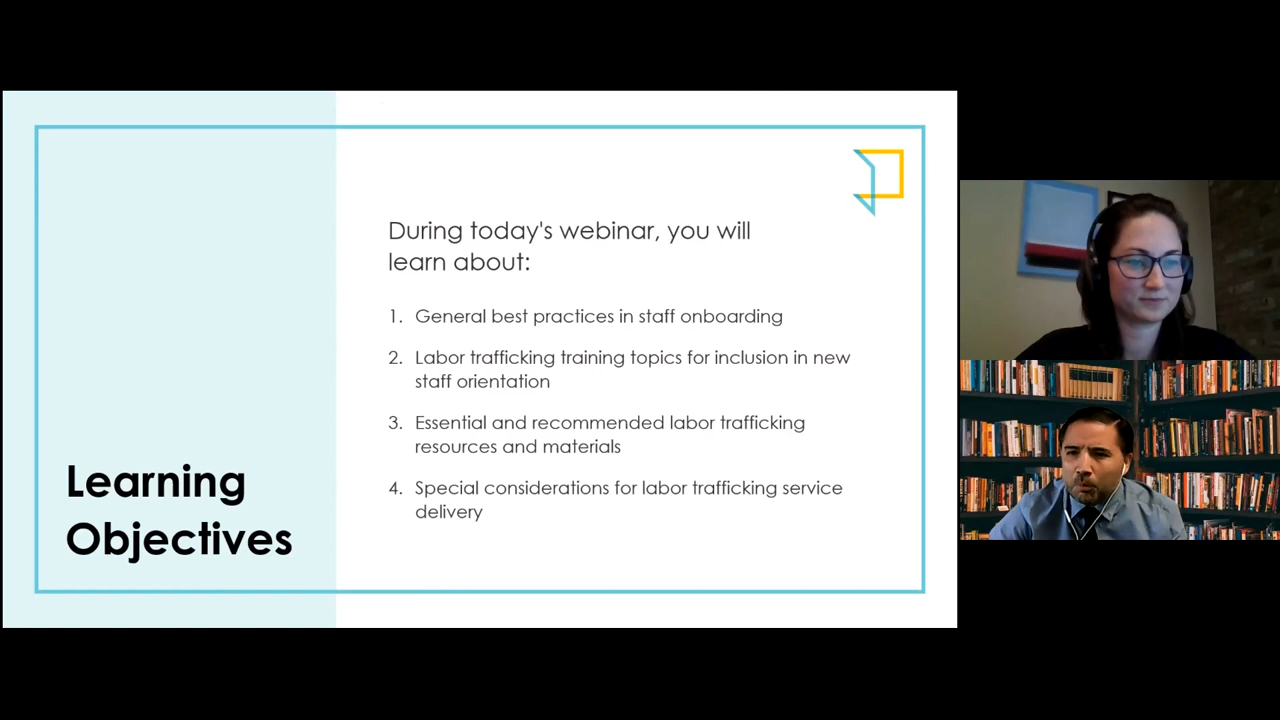 Learning
Objectives
During today's webinar, you will
learn about:
1. General best practices in staff onboarding
2. Labor trafficking training topics for inclusion in new
staff orientation
3. Essential and recommended labor trafficking
resources and materials
4. Special considerations for labor trafficking service
delivery